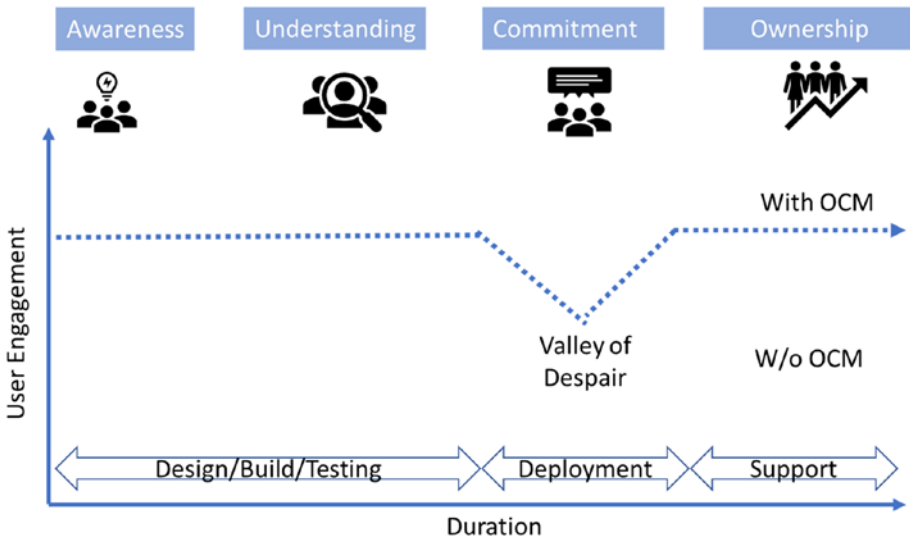 Awareness
Understanding
Commitment
Ownership
With OCM
User Engagement
Valley of
Despair
W/o OCM
Design/Build/Testing
Deployment
Support
Duration